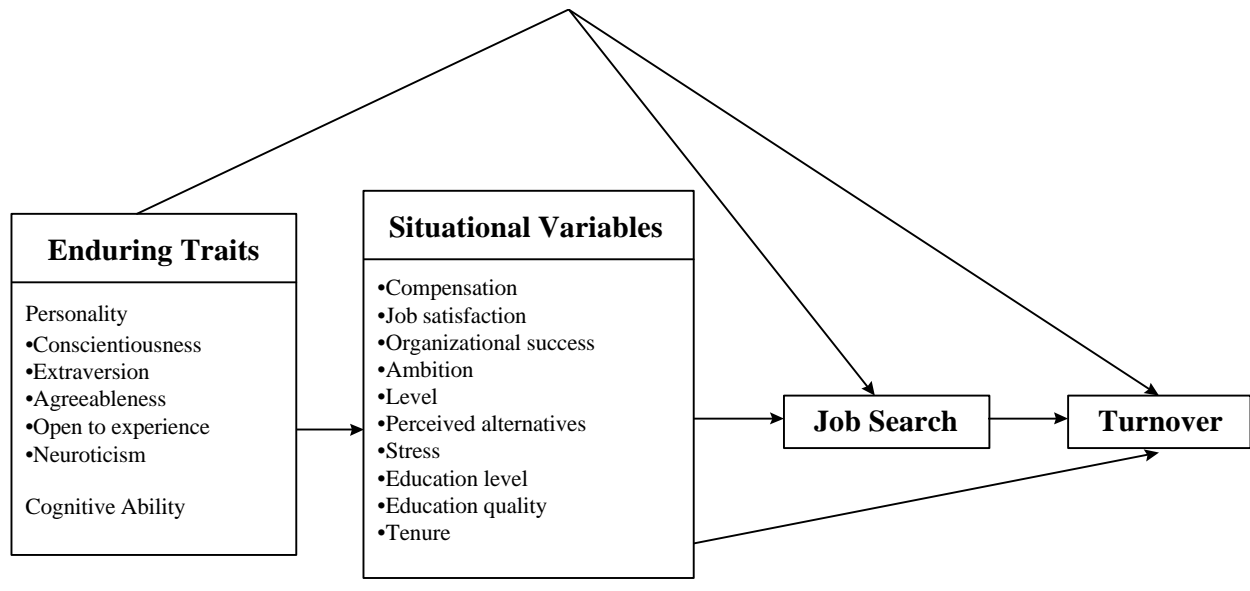 Enduring Traits
Personality
•Conscientiousness
•Extraversion
•Agreeableness
•Open to experience
•Neuroticism
Cognitive Ability
Situational Variables
•Compensation
•Job satisfaction
•Organizational success
•Ambition
•Level
•Perceived alternatives
•Stress
•Education level
•Education quality
•Tenure
Job Search
Turnover